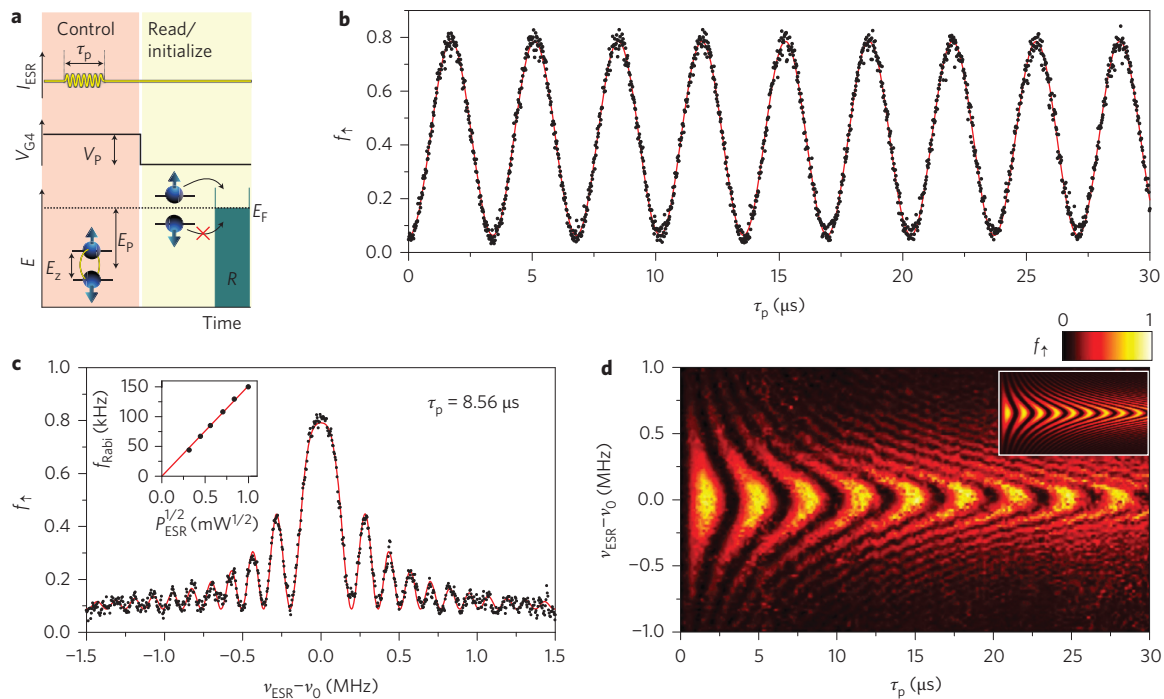 a
Control
Read/
initialize
τp
IESR
VG4
VP
EF
EP
EZ
E
R
Time
b
0.8
0.6
0.4
0.2
0.0
f↑
0 5 10 15 20 25 30
τp (μs)
c
1.0
0.8
0.6
0.4
0.2
0.0
f↑
τp = 8.56 μs
150
100
50
0
fRabi (kHz)
0.0 0.5 1.0
P^1/2_ESR (mW^1/2)
−1.5 −1.0 −0.5 0.0 0.5 1.0 1.5
νESR−ν0 (MHz)
0 1
f↑
d
1.0
0.5
0.0
−0.5
−1.0
νESR−ν0 (MHz)
0 5 10 15 20 25 30
τp (μs)